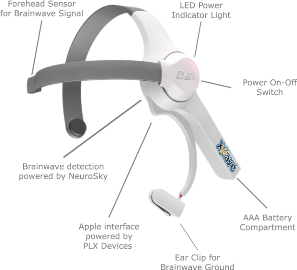 Forehead Sensor
for Brainwave Signal
LED Power
Indicator Light
PLX
Power On-Off
Switch
Brainwave detection
powered by NeuroSky
Apple interface
powered by
PLX Devices
AAA Battery
Compartment
Ear Clip for
Brainwave Ground